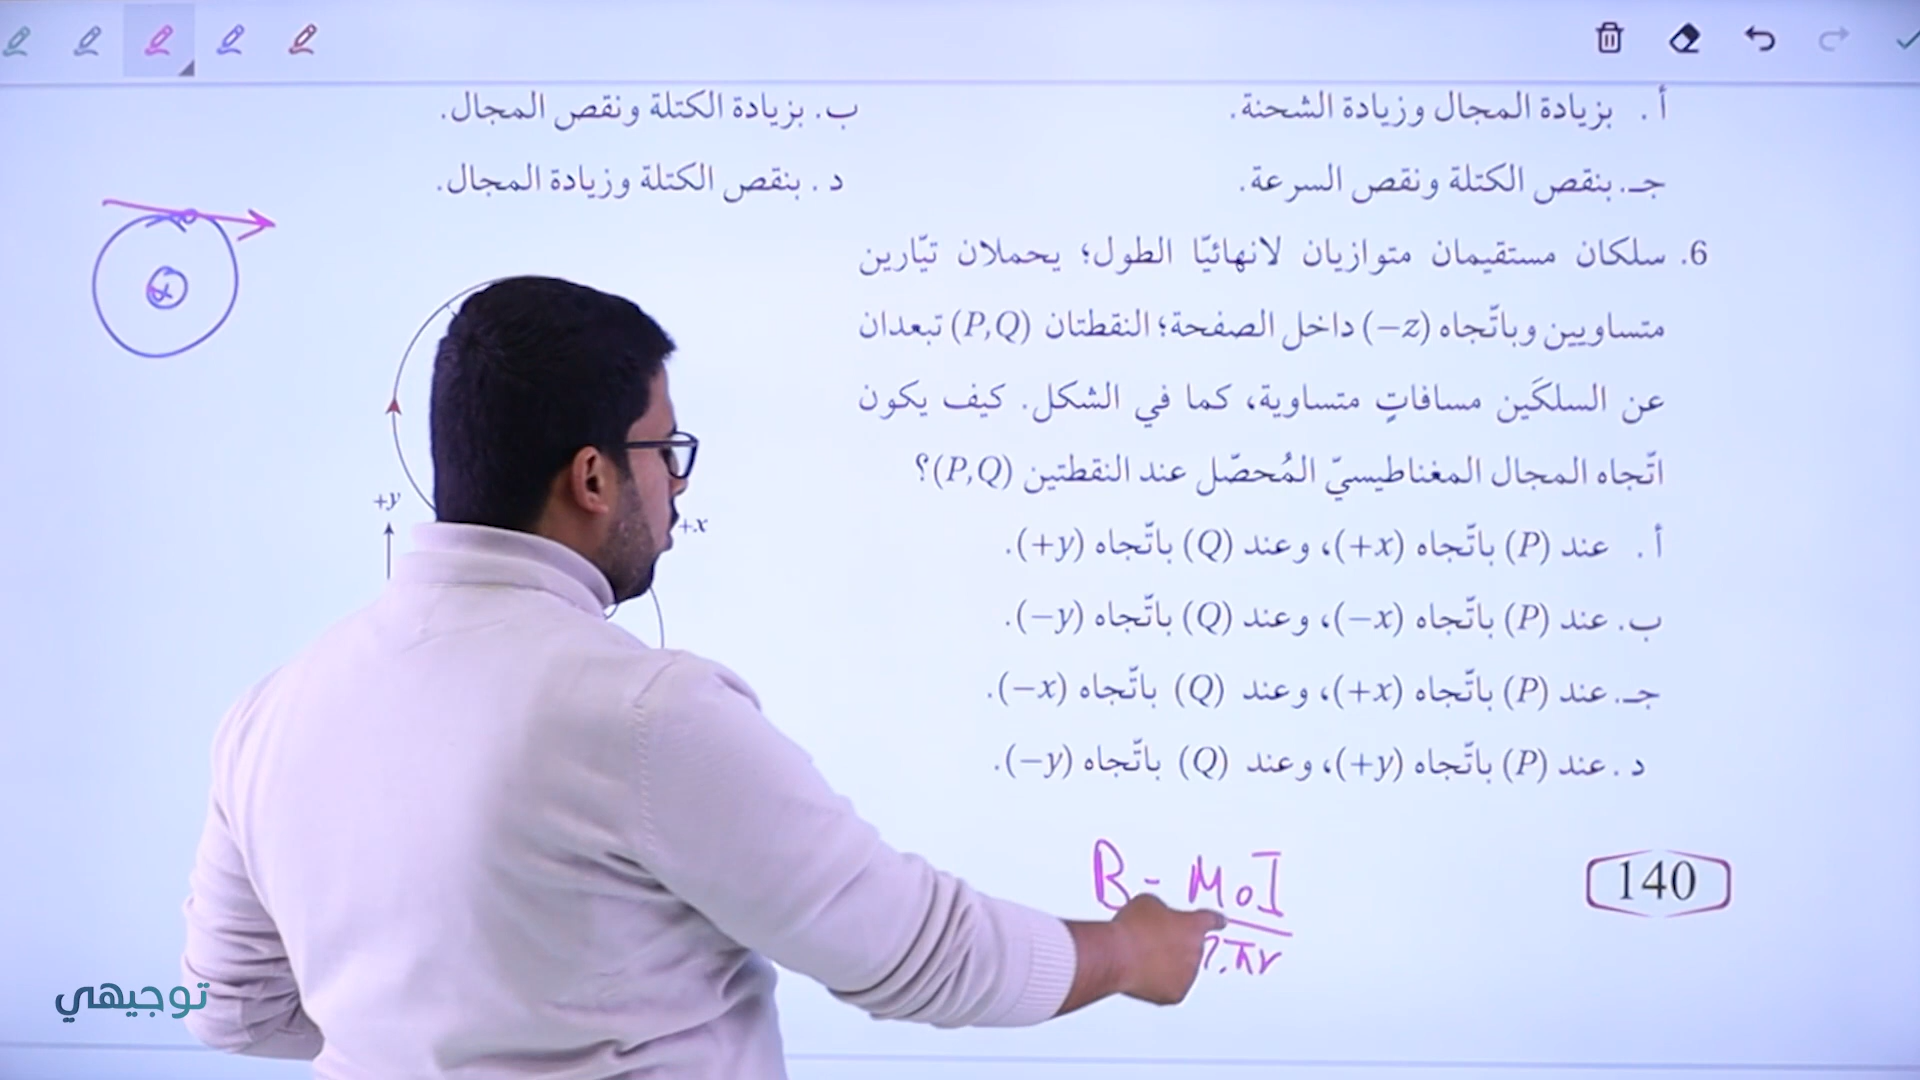 أ . بزيادة المجال وزيادة الشحنة.
ب. بزيادة الكتلة ونقص المجال.
جـ. بنقص الكتلة ونقص السرعة.
د . بنقص الكتلة وزيادة المجال.
6. سلكان مستقيمان متوازيان لانهائيّا الطول؛ يحملان تيّارين
متساويين وباتّجاه (−z) داخل الصفحة؛ النقطتان (P,Q) تبعدان
عن السلكَين مسافاتٍ متساوية، كما في الشكل. كيف يكون
اتّجاه المجال المغناطيسيّ المُحصّل عند النقطتين (P,Q)؟
أ . عند (P) باتّجاه (+x)، وعند (Q) باتّجاه (+y).
ب. عند (P) باتّجاه (−x)، وعند (Q) باتّجاه (−y).
جـ. عند (P) باتّجاه (+x)، وعند (Q) باتّجاه (−x).
د . عند (P) باتّجاه (+y)، وعند (Q) باتّجاه (−y).
+y
+x
B = μ0I
2πr
140
توجيهي